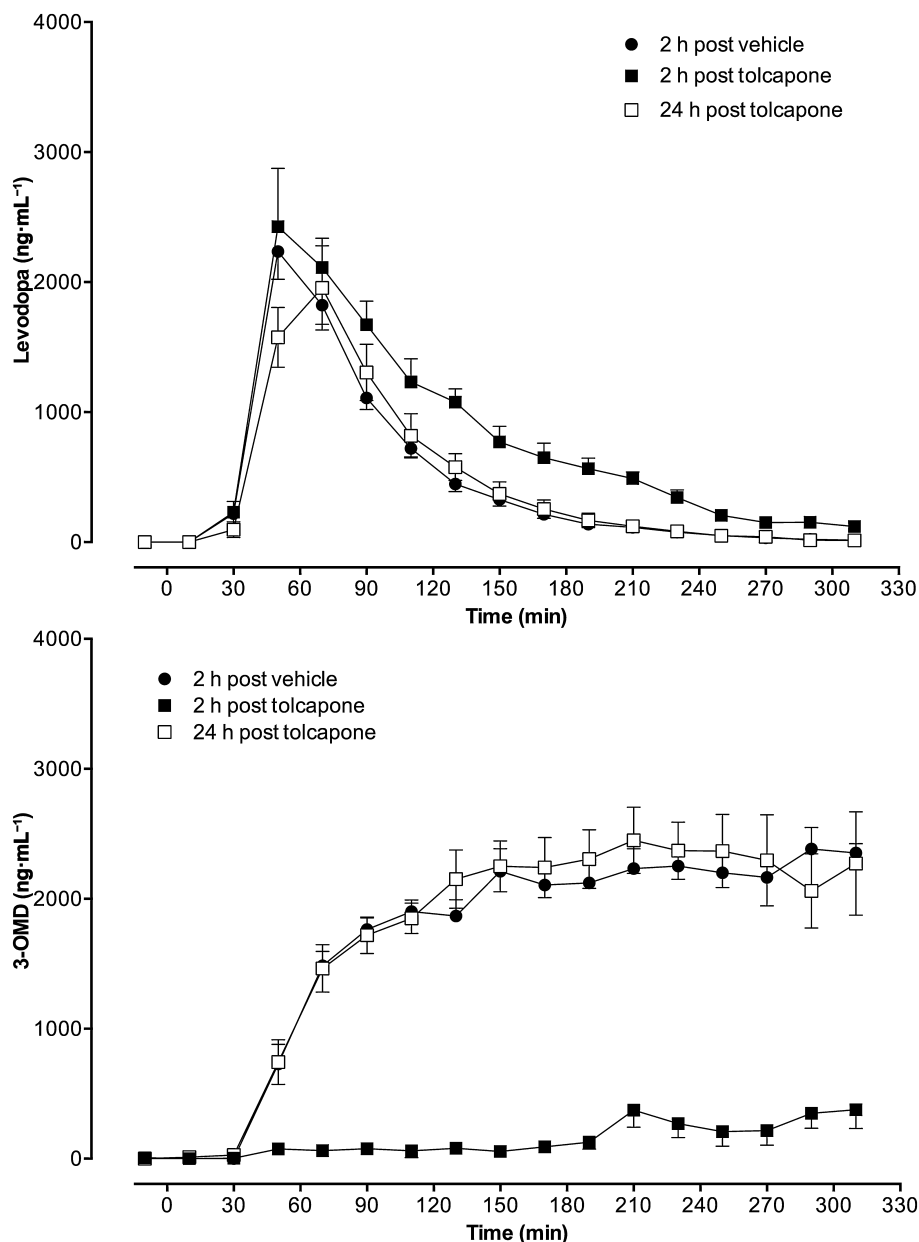 4000
3000
2000
1000
0
Levodopa (ng·mL⁻¹)
2 h post vehicle
2 h post tolcapone
24 h post tolcapone
0 30 60 90 120 150 180 210 240 270 300 330
Time (min)
4000
3000
2000
1000
0
3-OMD (ng·mL⁻¹)
2 h post vehicle
2 h post tolcapone
24 h post tolcapone
0 30 60 90 120 150 180 210 240 270 300 330
Time (min)